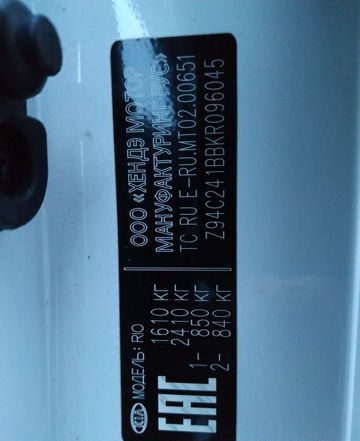 ООО «ХЕНДЭ МОТОР
МАНУФАКТУРИНГ РУС»
ТС RU E-RU.MT02.00651
Z94C241BBKR096045
KIA МОДЕЛЬ: RO
ЕАС
1610 КГ
2410 КГ
1- 850 КГ
2- 840 КГ